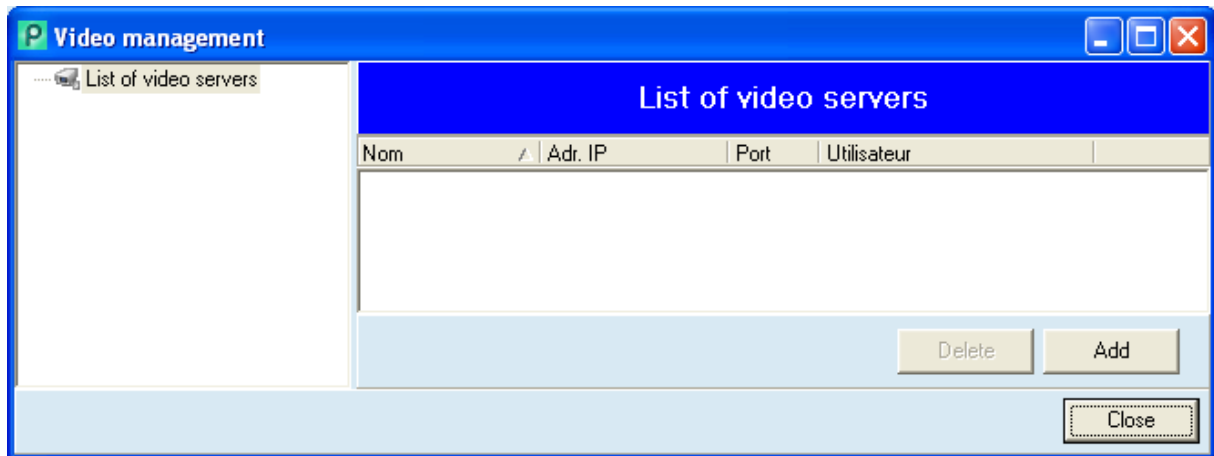 Video management
List of video servers
List of video servers
Nom Adr. IP Port Utilisateur
Delete Add
Close